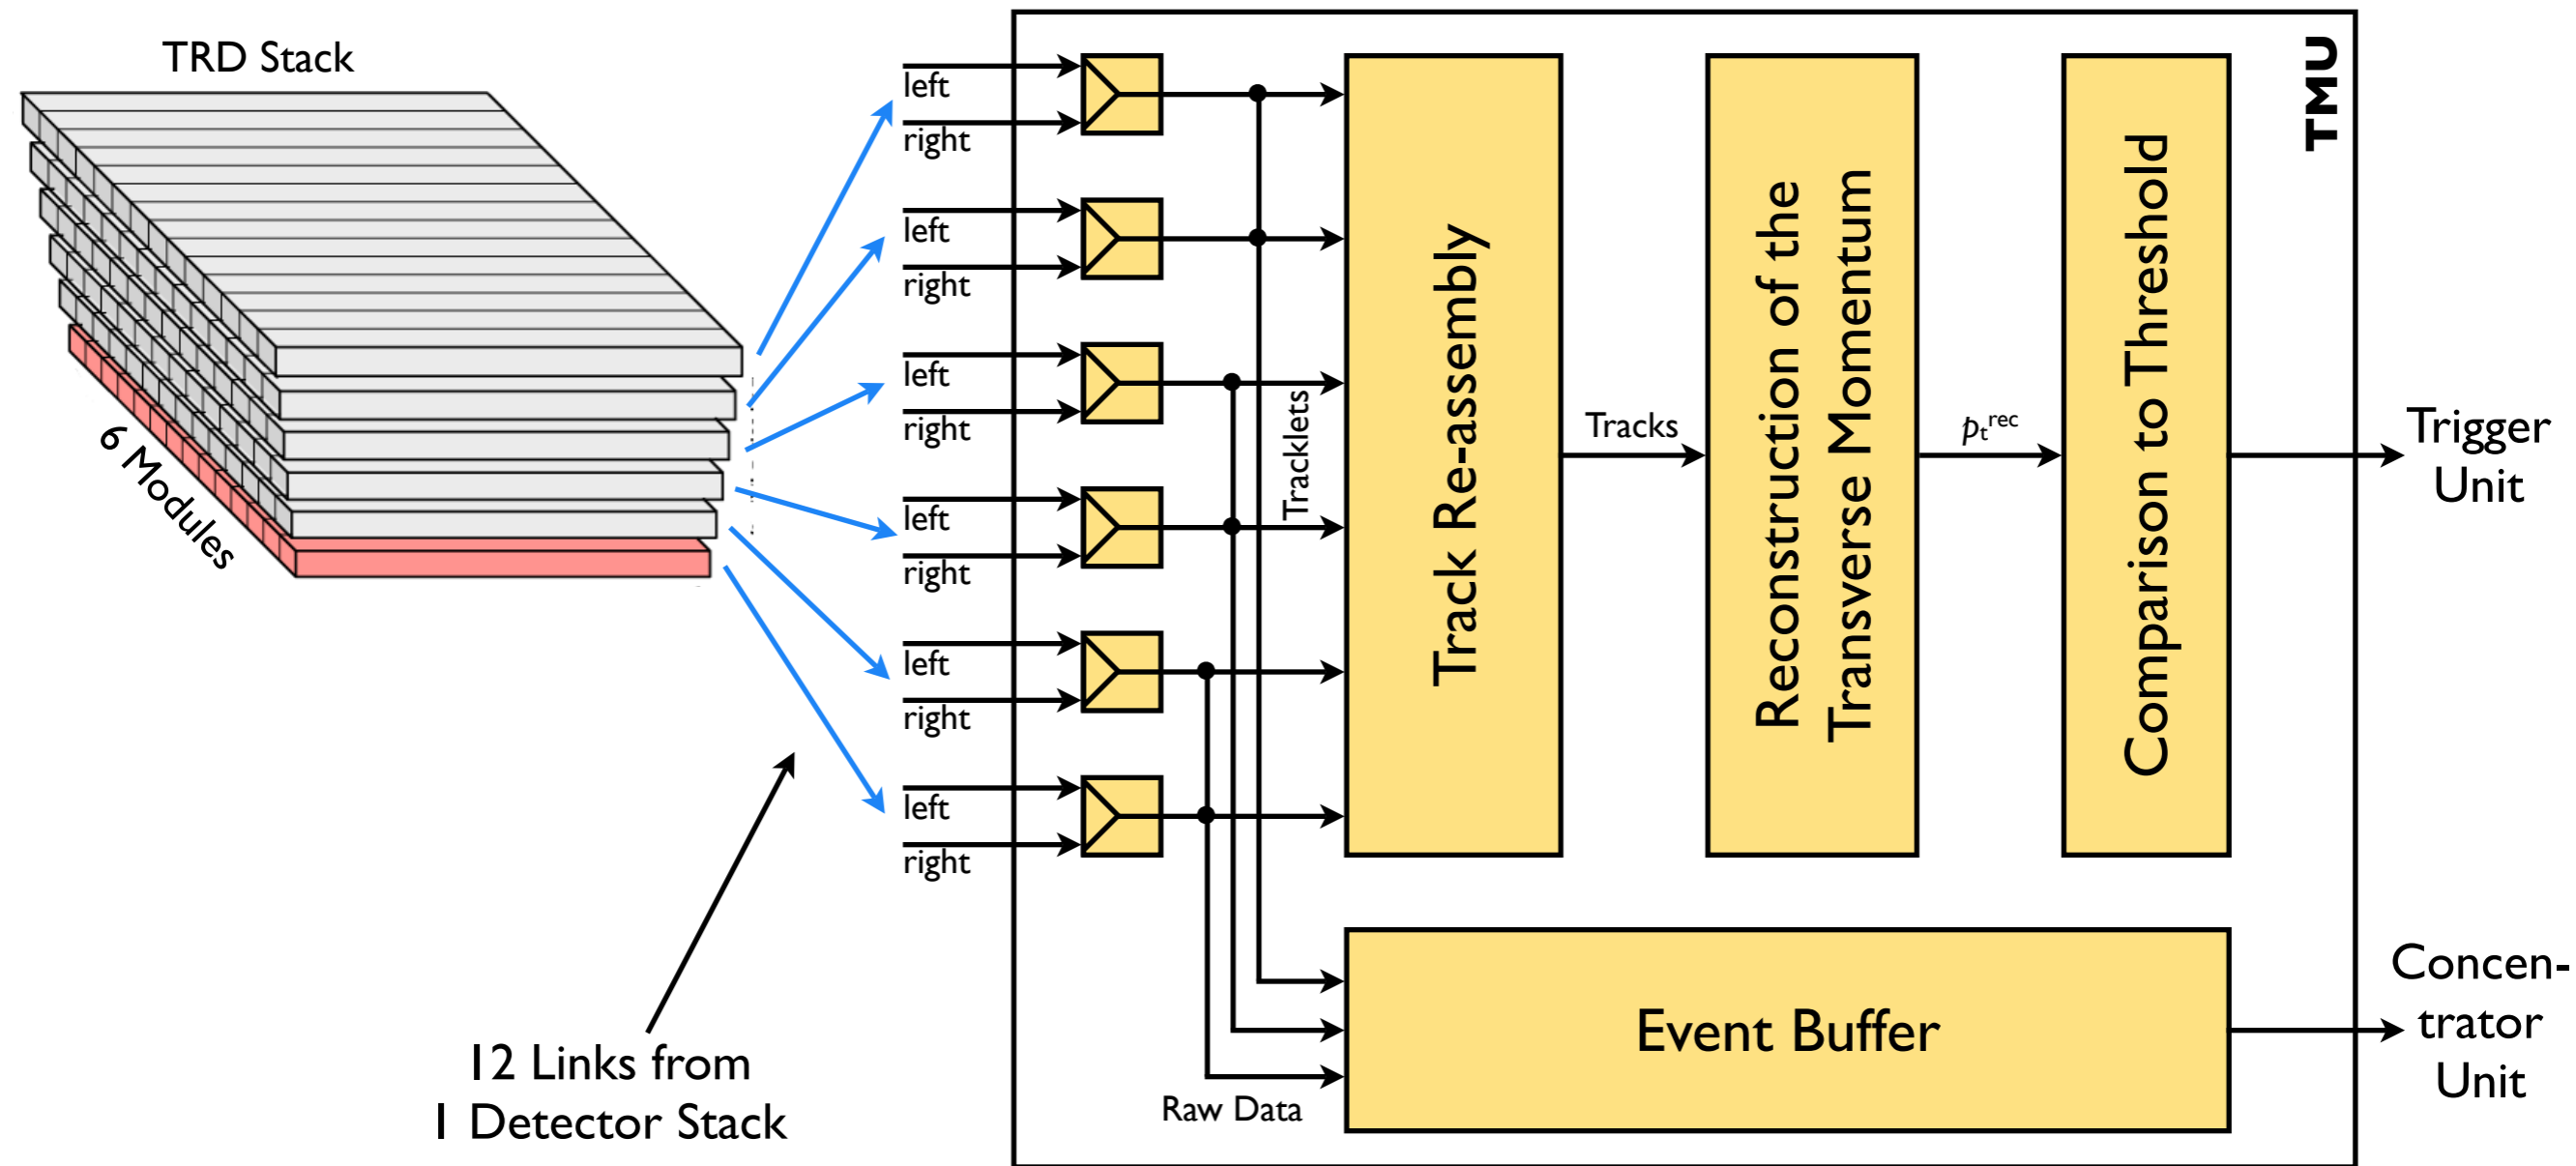 TRD Stack
6 Modules
12 Links from
1 Detector Stack
left
right
left
right
left
right
left
right
left
right
left
right
Tracklets
Raw Data
Track Re-assembly
Tracks
Reconstruction of the
Transverse Momentum
pₜʳᵉᶜ
Comparison to Threshold
TMU
Event Buffer
Trigger
Unit
Concen-
trator
Unit